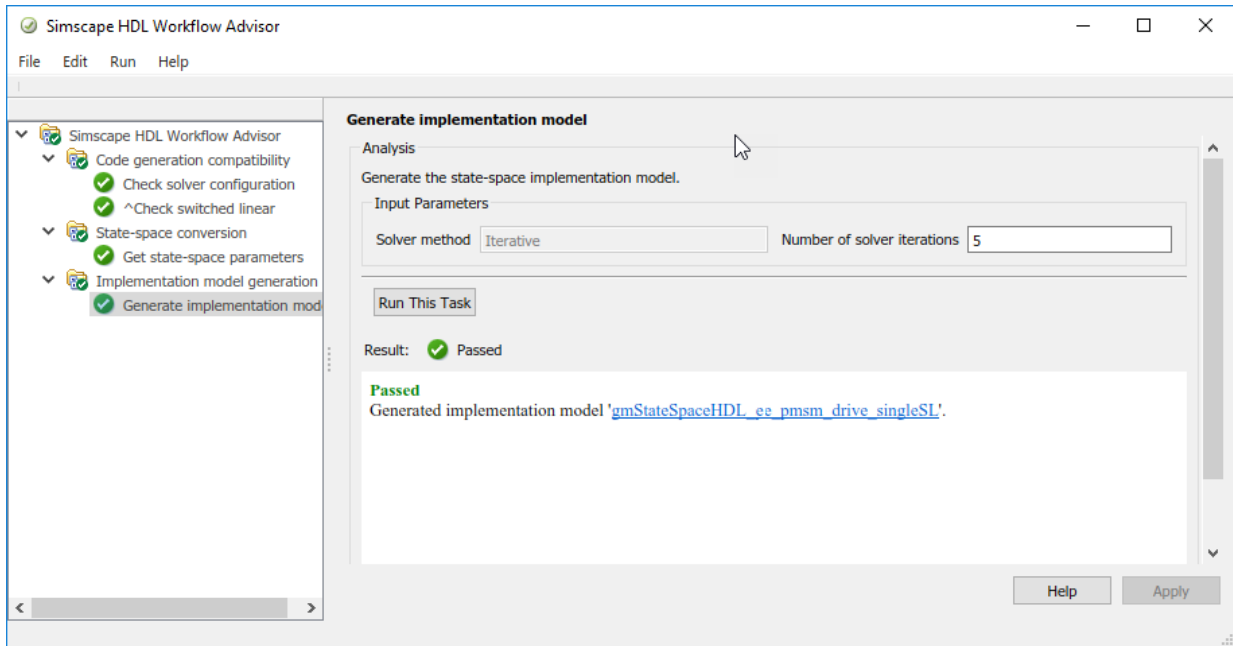 Simscape HDL Workflow Advisor
File Edit Run Help
Simscape HDL Workflow Advisor
Code generation compatibility
Check solver configuration
^Check switched linear
State-space conversion
Get state-space parameters
Implementation model generation
Generate implementation mod
Generate implementation model
Analysis
Generate the state-space implementation model.
Input Parameters
Solver method Iterative Number of solver iterations 5
Run This Task
Result: Passed
Passed
Generated implementation model 'gmStateSpaceHDL_ee_pmsm_drive_singleSL'.
Help Apply